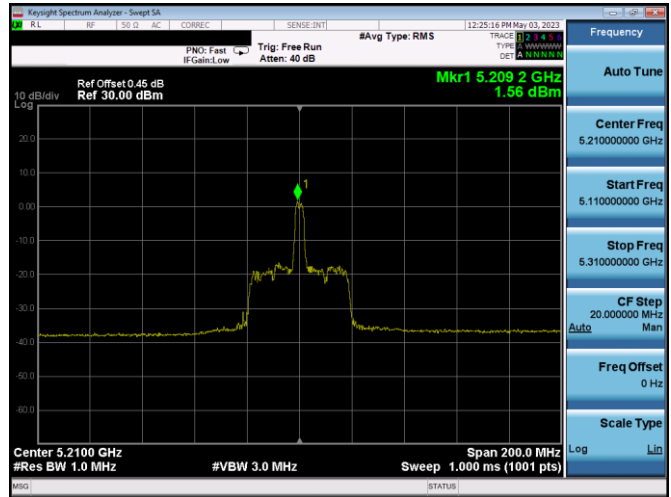 Keysight Spectrum Analyzer - Swept SA
RL RF 50 Ω AC CORREC SENSE:INT 12:25:16 PM May 03, 2023
#Avg Type: RMS
TRACE 1 2 3 4 5 6
TYPE A WWWWW
DET A N N N N N
PNO: Fast
IFGain:Low
Trig: Free Run
Atten: 40 dB
Mkr1 5.209 2 GHz
1.56 dBm
Ref Offset 0.45 dB
Ref 30.00 dBm
10 dB/div
Log
20.0
10.0
0.00
-10.0
-20.0
-30.0
-40.0
-50.0
-60.0
1
Center 5.2100 GHz
Span 200.0 MHz
#Res BW 1.0 MHz
#VBW 3.0 MHz
Sweep 1.000 ms (1001 pts)
MSG
STATUS
Frequency
Auto Tune
Center Freq
5.210000000 GHz
Start Freq
5.110000000 GHz
Stop Freq
5.310000000 GHz
CF Step
20.000000 MHz
Auto Man
Freq Offset
0 Hz
Scale Type
Log Lin